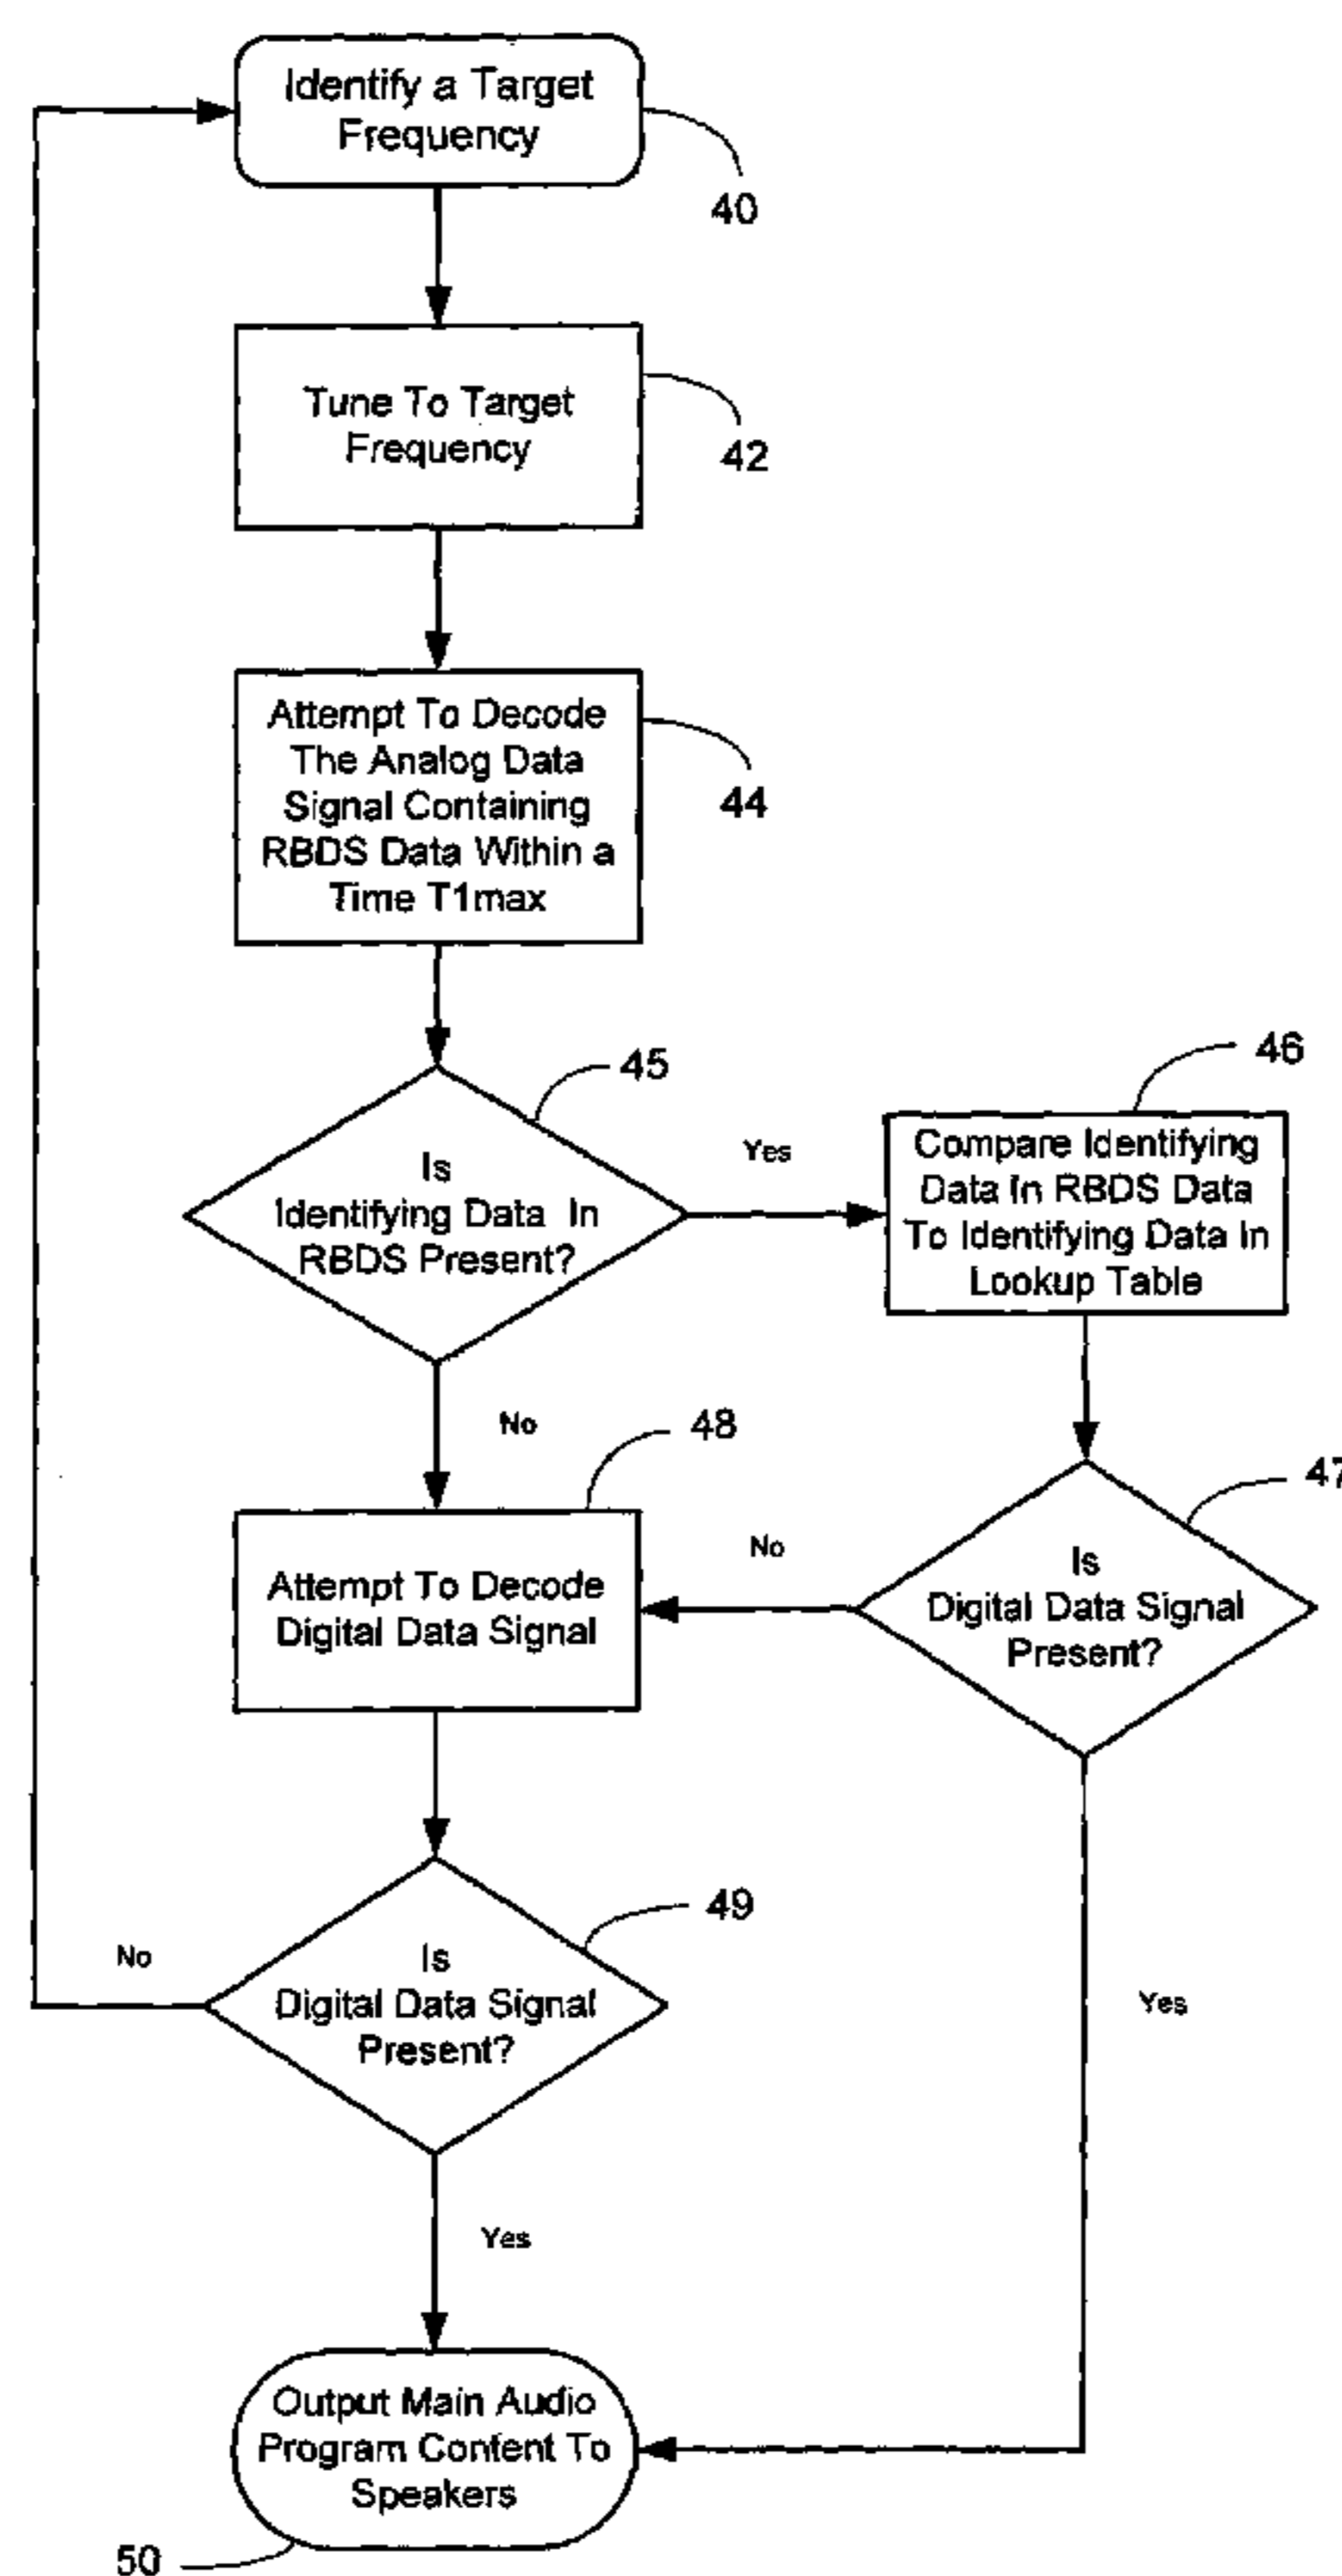 Identify a Target
Frequency
40
Tune To Target
Frequency
42
Attempt To Decode
The Analog Data
Signal Containing
RBDS Data Within a
Time T1max
44
45
Is
Identifying Data In
RBDS Present?
Yes
46
Compare Identifying
Data In RBDS Data
To Identifying Data In
Lookup Table
No
48
Attempt To Decode
Digital Data Signal
No
47
Is
Digital Data Signal
Present?
49
Is
Digital Data Signal
Present?
No
Yes
Yes
Output Main Audio
Program Content To
Speakers
50